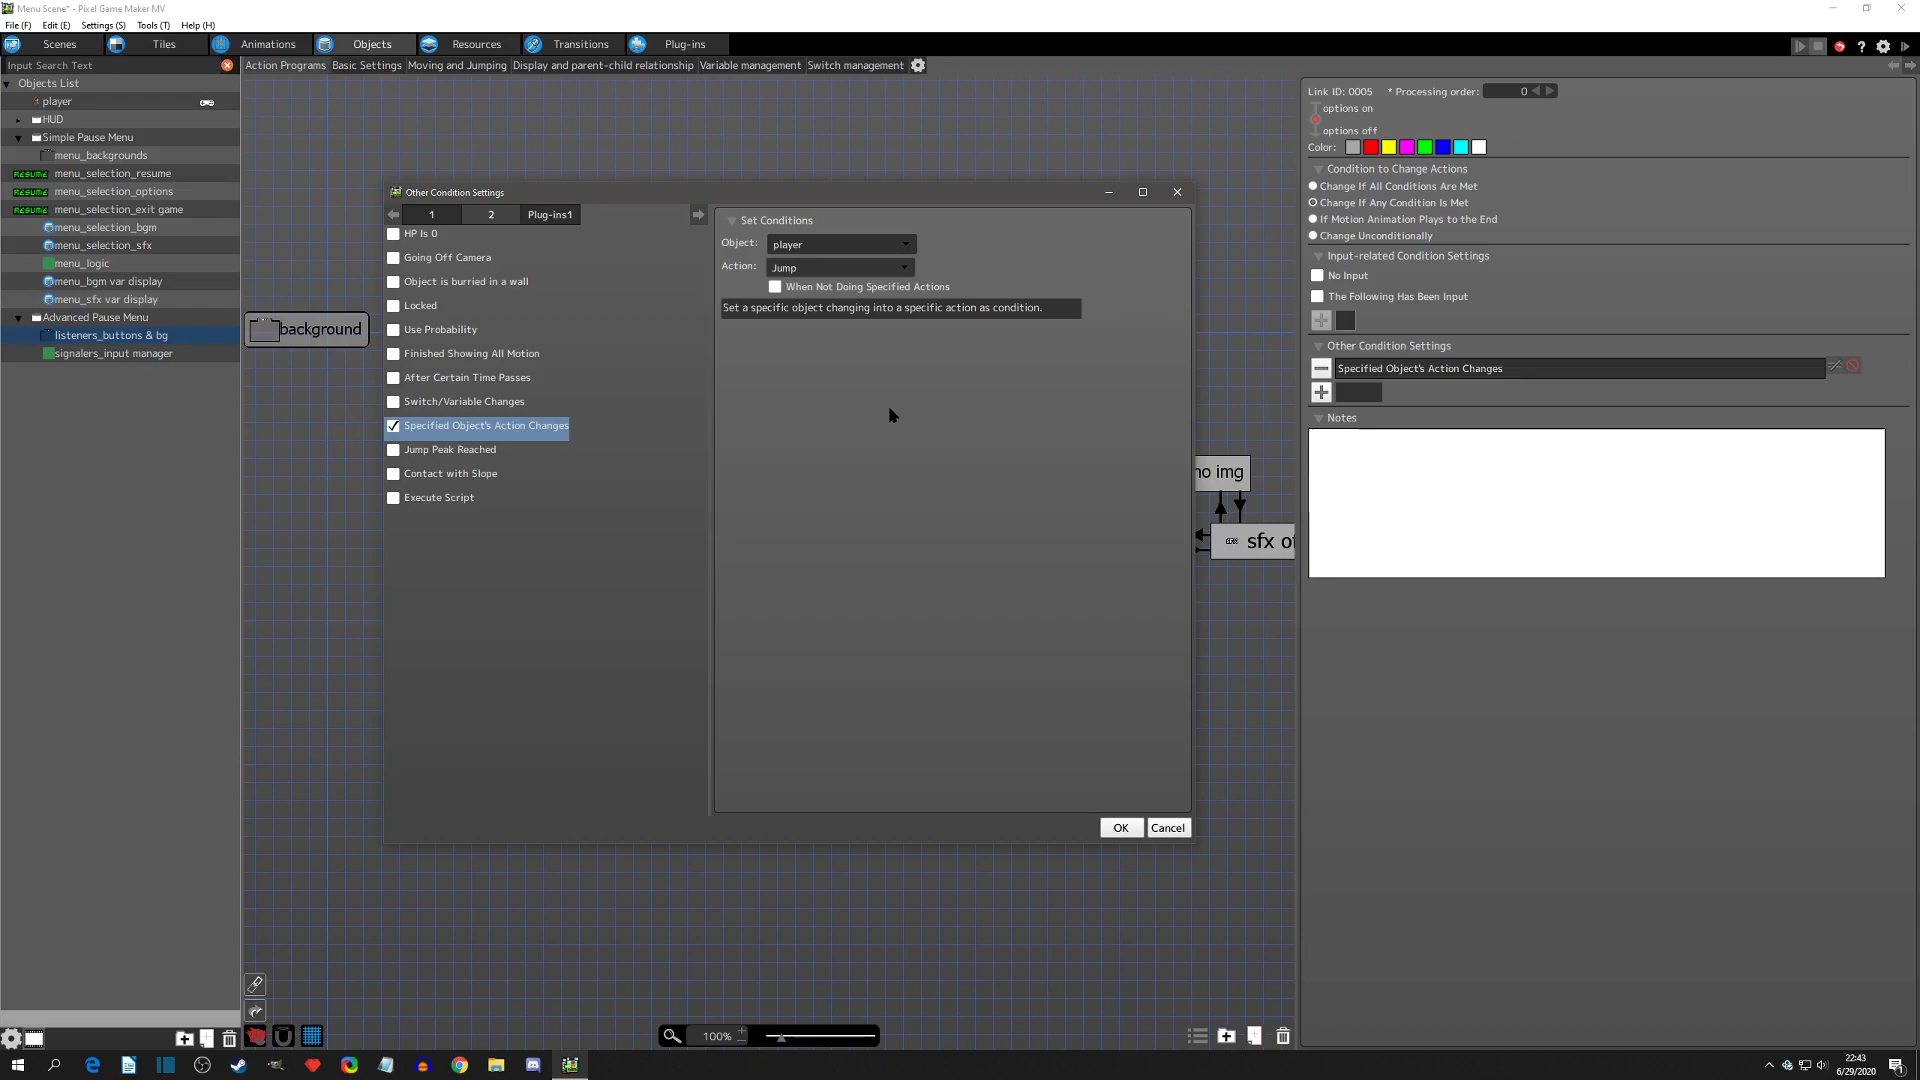 Menu Scene* - Pixel Game Maker MV
File (F) Edit (E) Settings (S) Tools (T) Help (H)
Scenes Tiles Animations Objects Resources Transitions Plug-ins
Input Search Text
Action Programs Basic Settings Moving and Jumping Display and parent-child relationship Variable management Switch management
Objects List
player
HUD
Simple Pause Menu
menu_backgrounds
RESUME menu_selection_resume
RESUME menu_selection_options
RESUME menu_selection_exit game
menu_selection_bgm
menu_selection_sfx
menu_logic
menu_bgm var display
menu_sfx var display
Advanced Pause Menu
listeners_buttons & bg
signalers_input manager
background
no img
sfx of
Other Condition Settings
1 2 Plug-ins1
HP Is 0
Going Off Camera
Object is burried in a wall
Locked
Use Probability
Finished Showing All Motion
After Certain Time Passes
Switch/Variable Changes
Specified Object's Action Changes
Jump Peak Reached
Contact with Slope
Execute Script
Set Conditions
Object: player
Action: Jump
When Not Doing Specified Actions
Set a specific object changing into a specific action as condition.
OK Cancel
Link ID: 0005 * Processing order: 0
options on
options off
Color:
Condition to Change Actions
Change If All Conditions Are Met
Change If Any Condition Is Met
If Motion Animation Plays to the End
Change Unconditionally
Input-related Condition Settings
No Input
The Following Has Been Input
Other Condition Settings
Specified Object's Action Changes
Notes
100%
22:43
6/29/2020